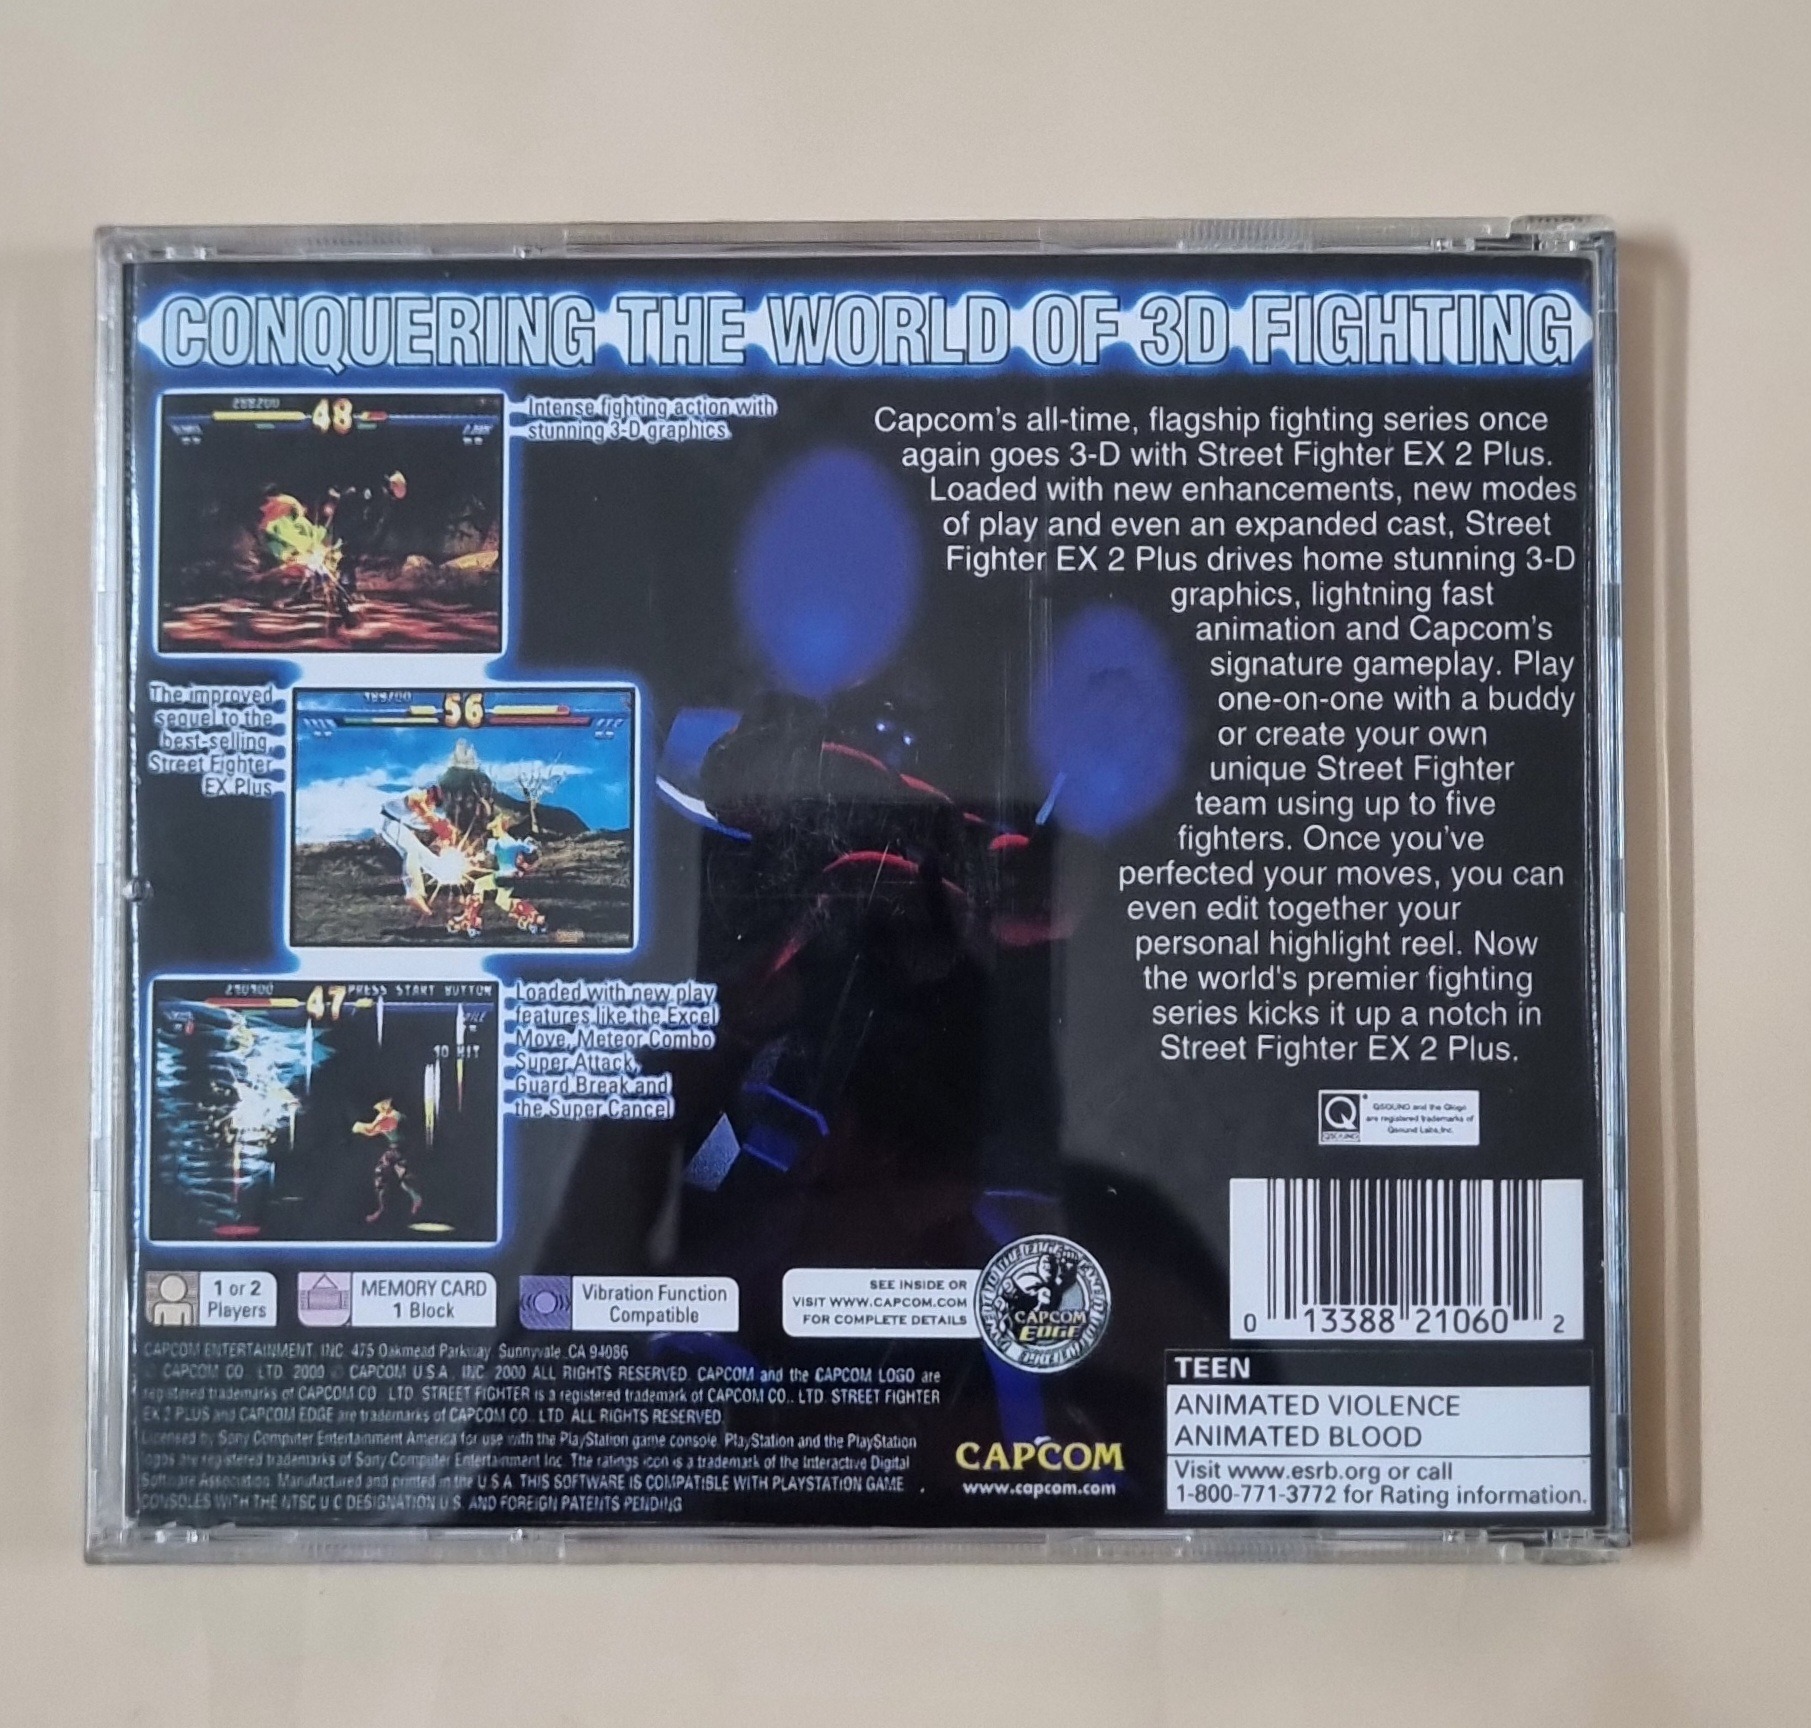 CONQUERING THE WORLD OF 3D FIGHTING
48
Intense fighting action with
stunning 3-D graphics.
Capcom's all-time, flagship fighting series once
again goes 3-D with Street Fighter EX 2 Plus.
Loaded with new enhancements, new modes
of play and even an expanded cast, Street
Fighter EX 2 Plus drives home stunning 3-D
graphics, lightning fast
animation and Capcom's
signature gameplay. Play
one-on-one with a buddy
or create your own
unique Street Fighter
team using up to five
fighters. Once you've
perfected your moves, you can
even edit together your
personal highlight reel. Now
the world's premier fighting
series kicks it up a notch in
Street Fighter EX 2 Plus.
The improved
sequel to the
best-selling
Street Fighter
EX Plus
56
47
PRESS START BUTTON
10 HIT
Loaded with new play
features like the Excel
Move, Meteor Combo
Super Attack,
Guard Break and
the Super Cancel
Q
QSOUND
QSOUND and the Qlogo
are registered trademarks of
Qsound Labs, Inc.
1 or 2
Players
MEMORY CARD
1 Block
Vibration Function
Compatible
SEE INSIDE OR
VISIT WWW.CAPCOM.COM
FOR COMPLETE DETAILS
CAPCOM
EDGE
0 13388 21060 2
CAPCOM ENTERTAINMENT, INC. 475 Oakmead Parkway, Sunnyvale, CA 94086
CAPCOM CO., LTD. 2000 © CAPCOM U.S.A., INC. 2000 ALL RIGHTS RESERVED. CAPCOM and the CAPCOM LOGO are
registered trademarks of CAPCOM CO., LTD. STREET FIGHTER is a registered trademark of CAPCOM CO., LTD. STREET FIGHTER
EX 2 PLUS and CAPCOM EDGE are trademarks of CAPCOM CO., LTD. ALL RIGHTS RESERVED.
Licensed by Sony Computer Entertainment America for use with the PlayStation game console. PlayStation and the PlayStation
logos are registered trademarks of Sony Computer Entertainment Inc. The ratings icon is a trademark of the Interactive Digital
Software Association. Manufactured and printed in the U.S.A. THIS SOFTWARE IS COMPATIBLE WITH PLAYSTATION GAME
CONSOLES WITH THE NTSC U/C DESIGNATION U.S. AND FOREIGN PATENTS PENDING
CAPCOM
www.capcom.com
TEEN
ANIMATED VIOLENCE
ANIMATED BLOOD
Visit www.esrb.org or call
1-800-771-3772 for Rating information.